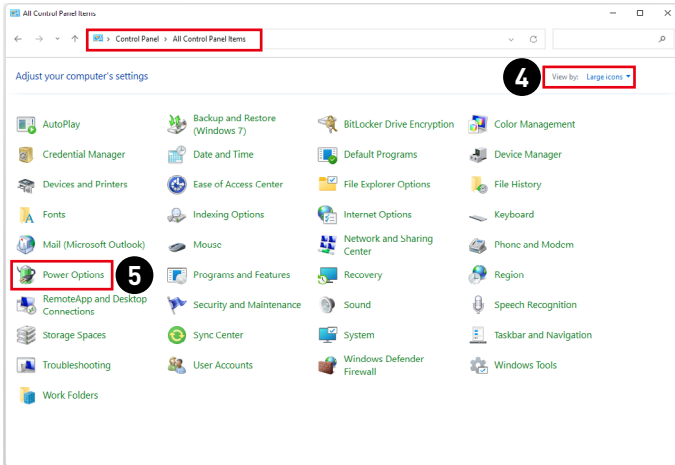 All Control Panel Items
Control Panel > All Control Panel Items
Adjust your computer's settings
4
View by: Large icons
AutoPlay
Backup and Restore
(Windows 7)
BitLocker Drive Encryption
Color Management
Credential Manager
Date and Time
Default Programs
Device Manager
Devices and Printers
Ease of Access Center
File Explorer Options
File History
Fonts
Indexing Options
Internet Options
Keyboard
Mail (Microsoft Outlook)
Mouse
Network and Sharing
Center
Phone and Modem
Power Options
5
Programs and Features
Recovery
Region
RemoteApp and Desktop
Connections
Security and Maintenance
Sound
Speech Recognition
Storage Spaces
Sync Center
System
Taskbar and Navigation
Troubleshooting
User Accounts
Windows Defender
Firewall
Windows Tools
Work Folders